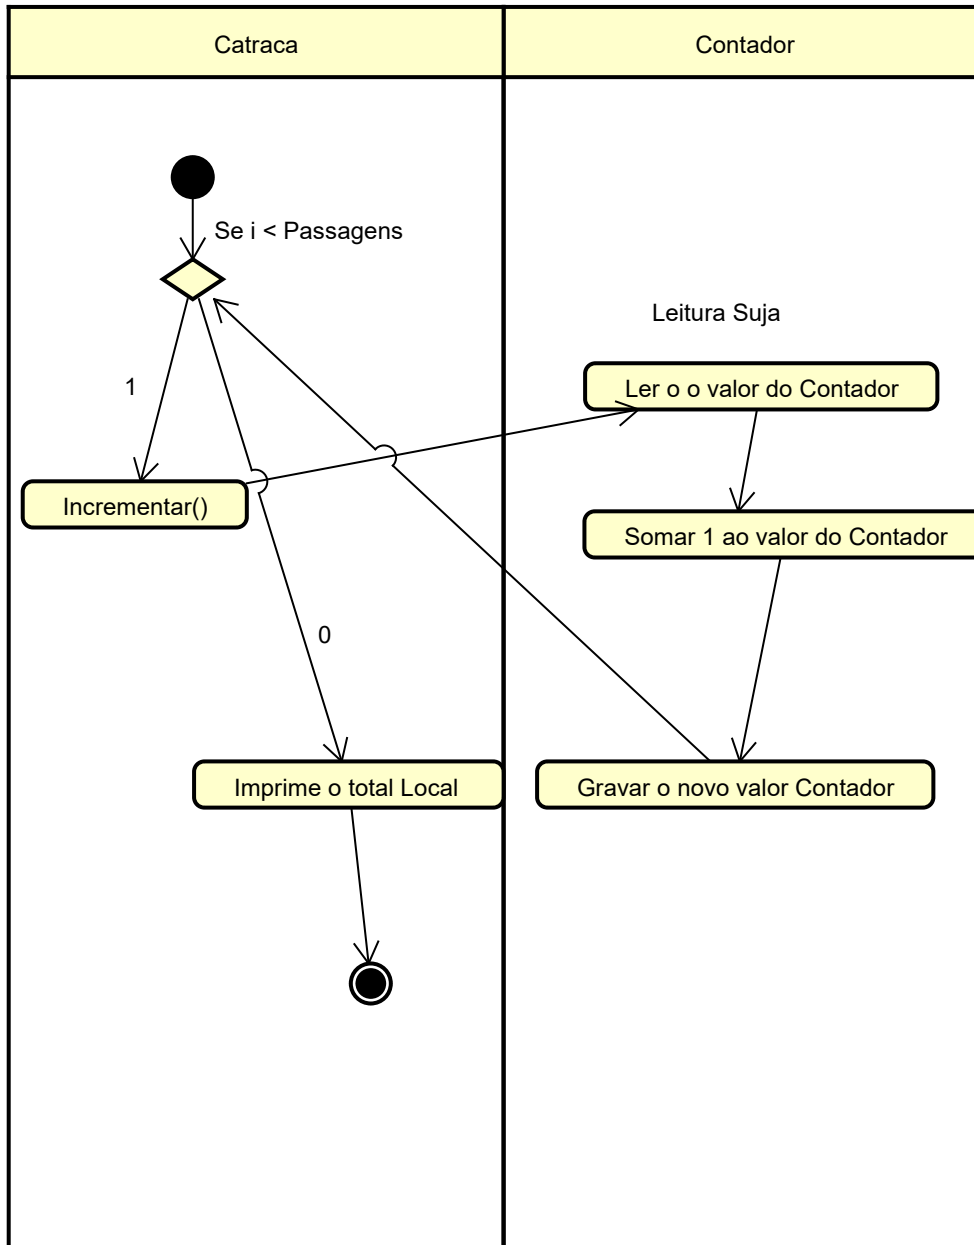 Catraca
Contador
Se i < Passagens
Leitura Suja
Ler o o valor do Contador
1
Incrementar()
Somar 1 ao valor do Contador
0
Imprime o total Local
Gravar o novo valor Contador